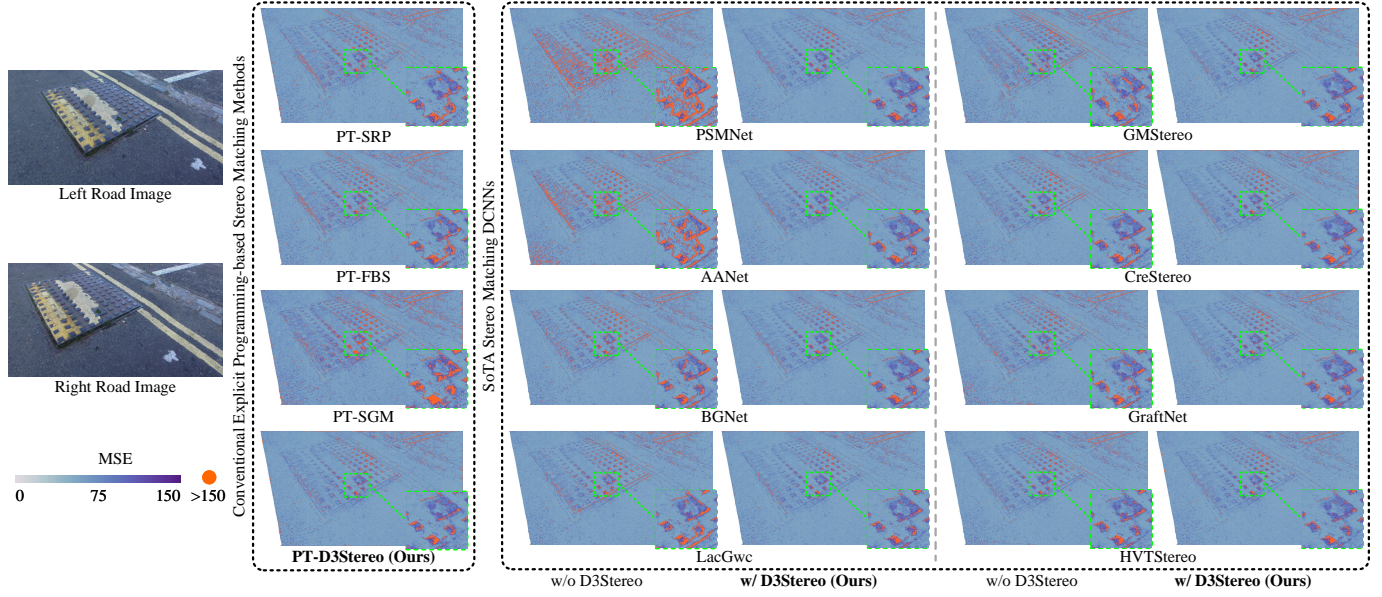 Left Road Image
Right Road Image
MSE
0 75 150 >150
Conventional Explicit Programming-based Stereo Matching Methods
PT-SRP
PT-FBS
PT-SGM
PT-D3Stereo (Ours)
SoTA Stereo Matching DCNNs
PSMNet
GMStereo
AANet
CreStereo
BGNet
GraftNet
LacGwc
HVTStereo
w/o D3Stereo
w/ D3Stereo (Ours)
w/o D3Stereo
w/ D3Stereo (Ours)